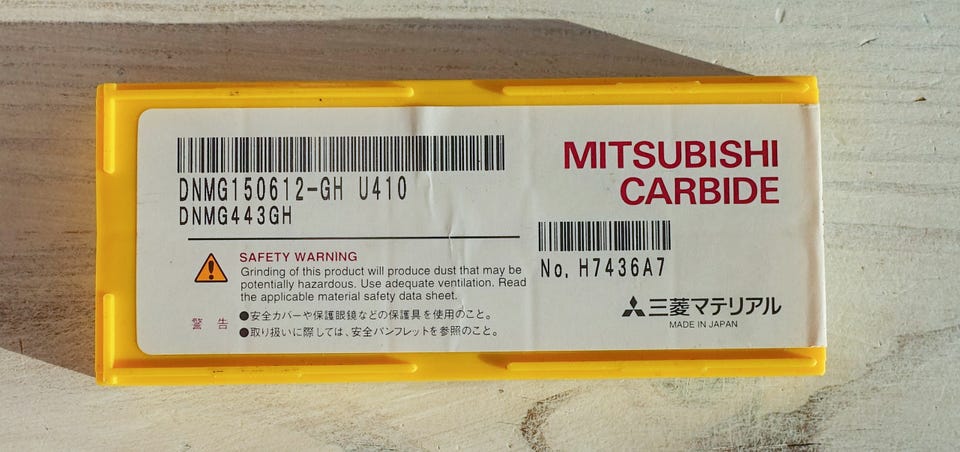 DNMG150612-GH U410
DNMG443GH
MITSUBISHI
CARBIDE
No. H7436A7
SAFETY WARNING
Grinding of this product will produce dust that may be
potentially hazardous. Use adequate ventilation. Read
the applicable material safety data sheet.
警 告
●安全カバーや保護眼鏡などの保護具を使用のこと。
●取り扱いに際しては、安全パンフレットを参照のこと。
三菱マテリアル
MADE IN JAPAN